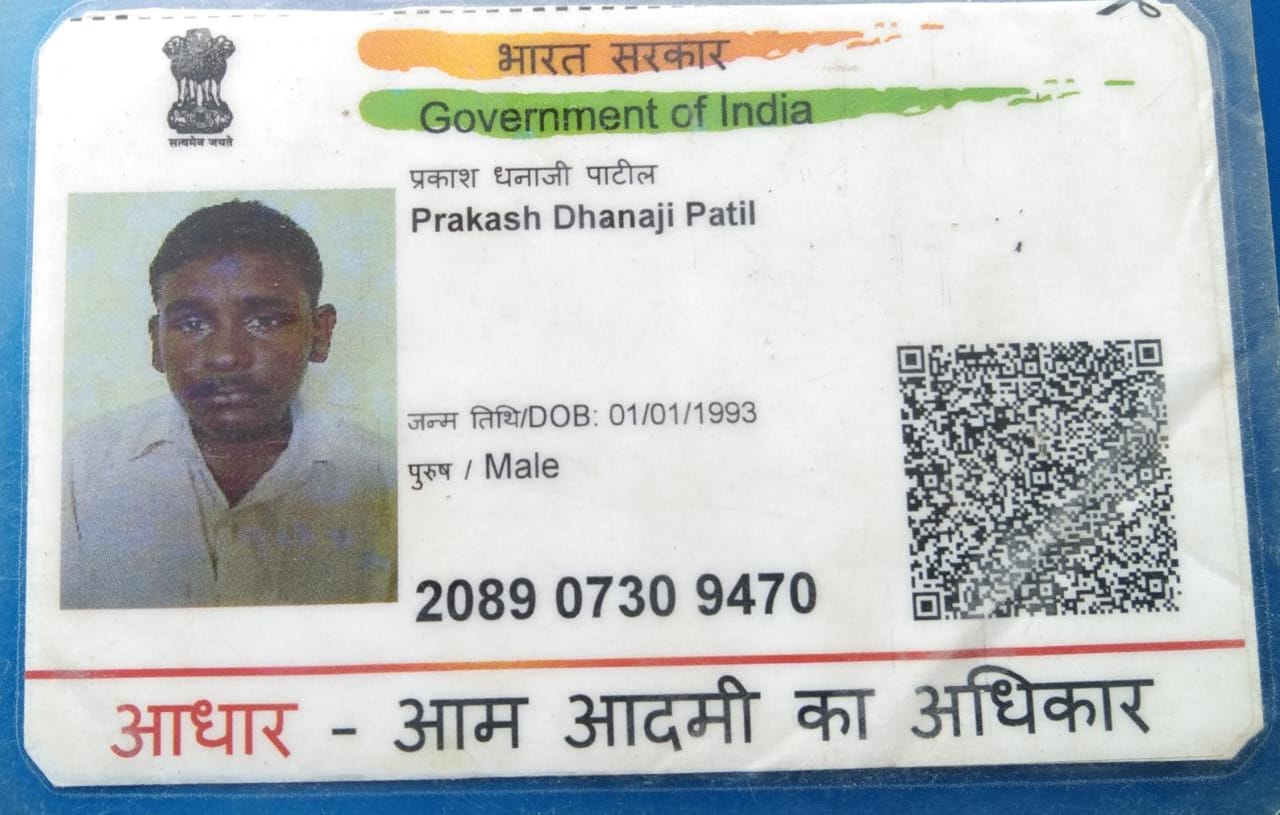 भारत सरकार
Government of India
सत्यमेव जयते
प्रकाश धनाजी पाटील
Prakash Dhanaji Patil
जन्म तिथि/DOB: 01/01/1993
पुरुष / Male
2089 0730 9470
आधार - आम आदमी का अधिकार